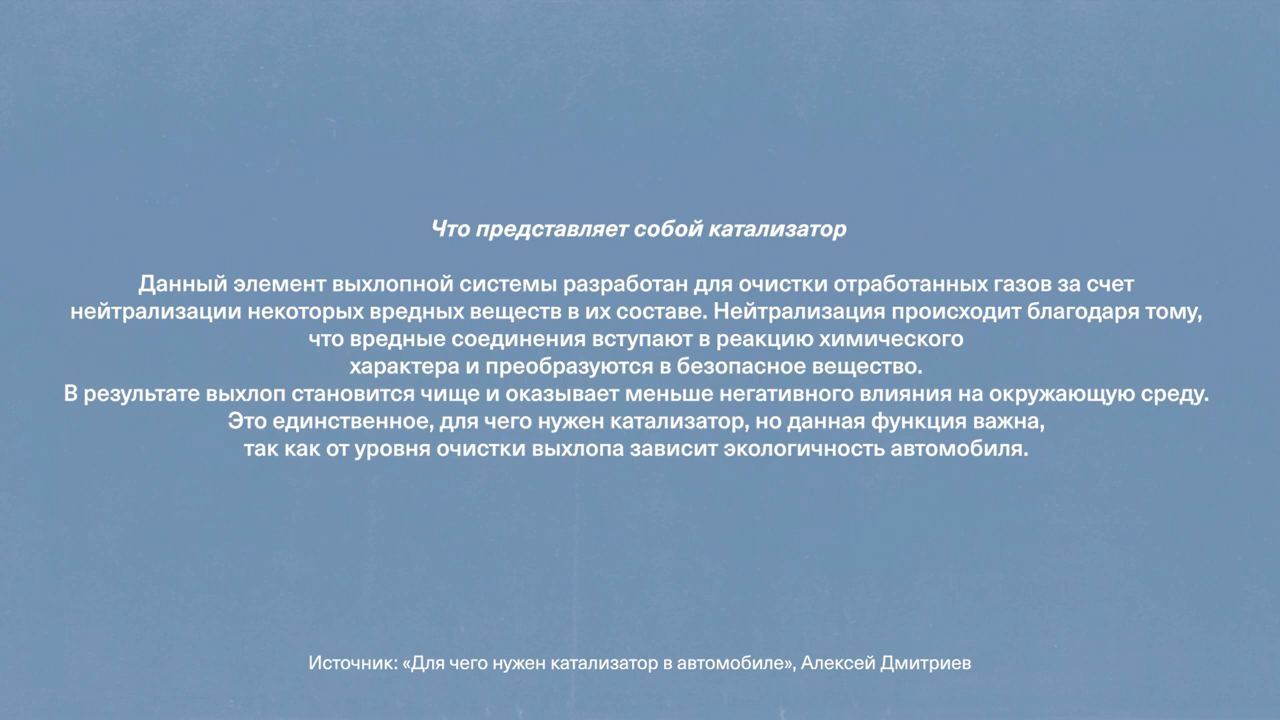 Что представляет собой катализатор
Данный элемент выхлопной системы разработан для очистки отработанных газов за счет
нейтрализации некоторых вредных веществ в их составе. Нейтрализация происходит благодаря тому,
что вредные соединения вступают в реакцию химического
характера и преобразуются в безопасное вещество.
В результате выхлоп становится чище и оказывает меньше негативного влияния на окружающую среду.
Это единственное, для чего нужен катализатор, но данная функция важна,
так как от уровня очистки выхлопа зависит экологичность автомобиля.
Источник: «Для чего нужен катализатор в автомобиле», Алексей Дмитриев